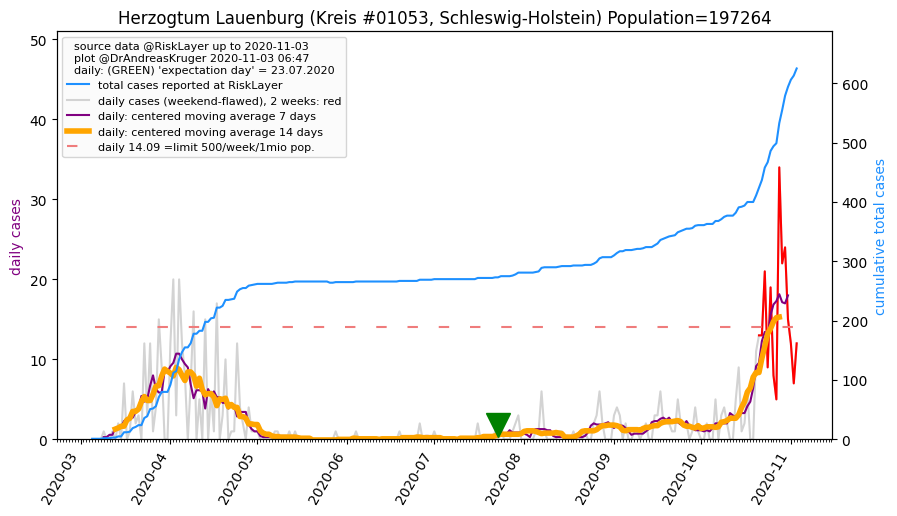 Herzogtum Lauenburg (Kreis #01053, Schleswig-Holstein) Population=197264
source data @RiskLayer up to 2020-11-03
plot @DrAndreasKruger 2020-11-03 06:47
daily: (GREEN) 'expectation day' = 23.07.2020
total cases reported at RiskLayer
daily cases (weekend-flawed), 2 weeks: red
daily: centered moving average 7 days
daily: centered moving average 14 days
daily 14.09 =limit 500/week/1mio pop.
daily cases
50
40
30
20
10
0
cumulative total cases
600
500
400
300
200
100
0
2020-03
2020-04
2020-05
2020-06
2020-07
2020-08
2020-09
2020-10
2020-11